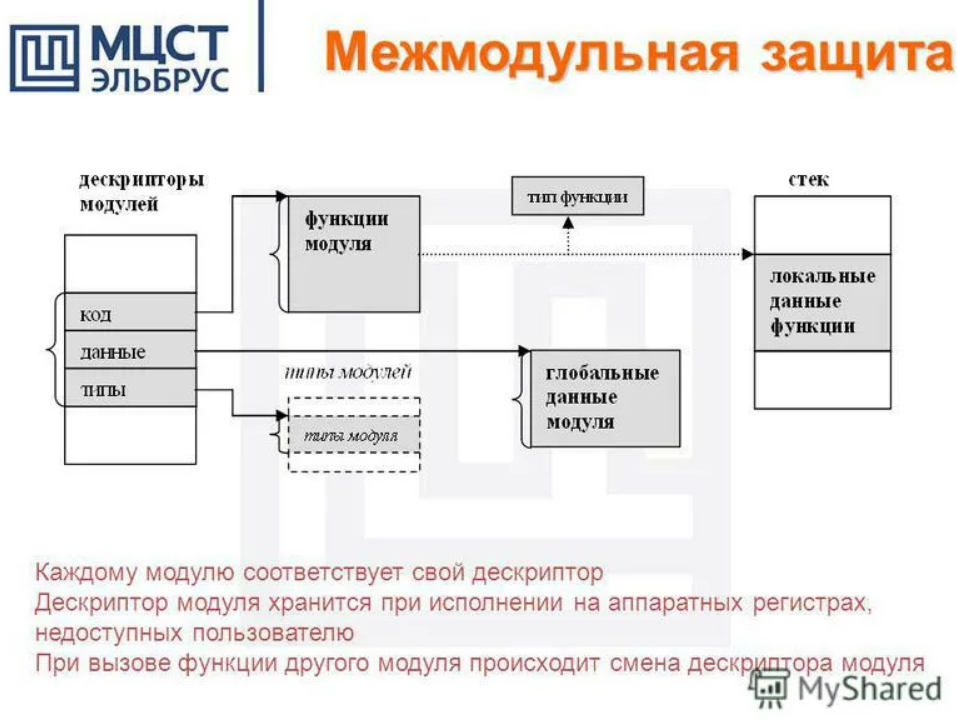 МЦСТ
ЭЛЬБРУС
Межмодульная защита
дескрипторы
модулей
код
данные
типы
функции
модуля
тип функции
стек
локальные
данные
функции
типы модулей
типы модуля
глобальные
данные
модуля
Каждому модулю соответствует свой дескриптор
Дескриптор модуля хранится при исполнении на аппаратных регистрах,
недоступных пользователю
При вызове функции другого модуля происходит смена дескриптора модуля
MyShared